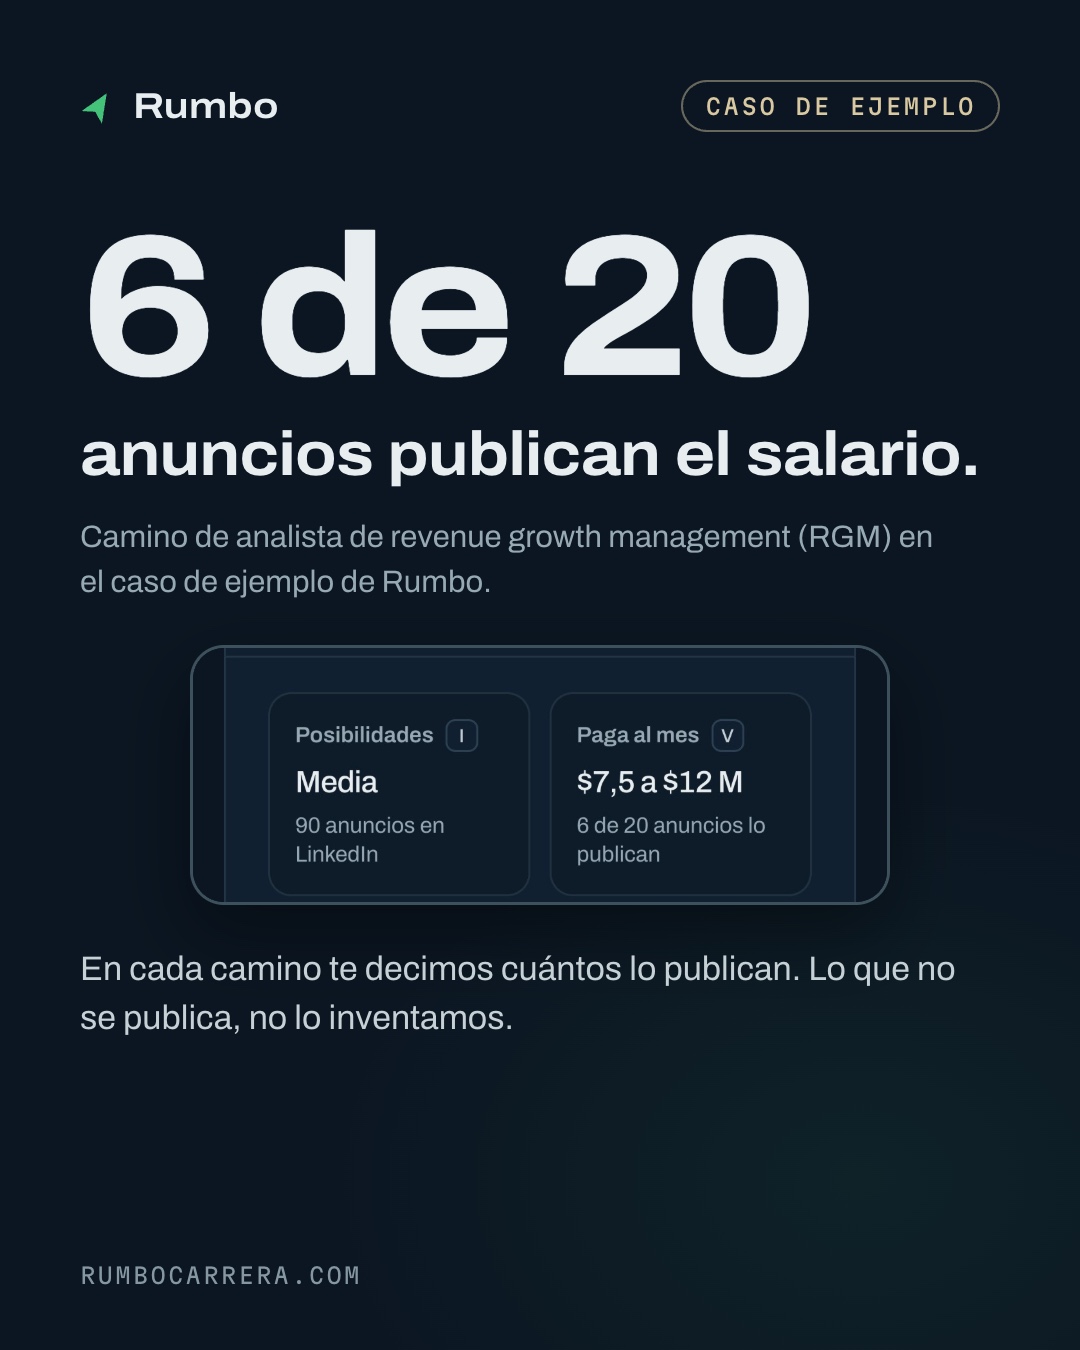 Rumbo
CASO DE EJEMPLO
6 de 20
anuncios publican el salario.
Camino de analista de revenue growth management (RGM) en
el caso de ejemplo de Rumbo.
Posibilidades I
Media
90 anuncios en
LinkedIn
Paga al mes V
$7,5 a $12 M
6 de 20 anuncios lo
publican
En cada camino te decimos cuántos lo publican. Lo que no
se publica, no lo inventamos.
RUMBOCARRERA.COM